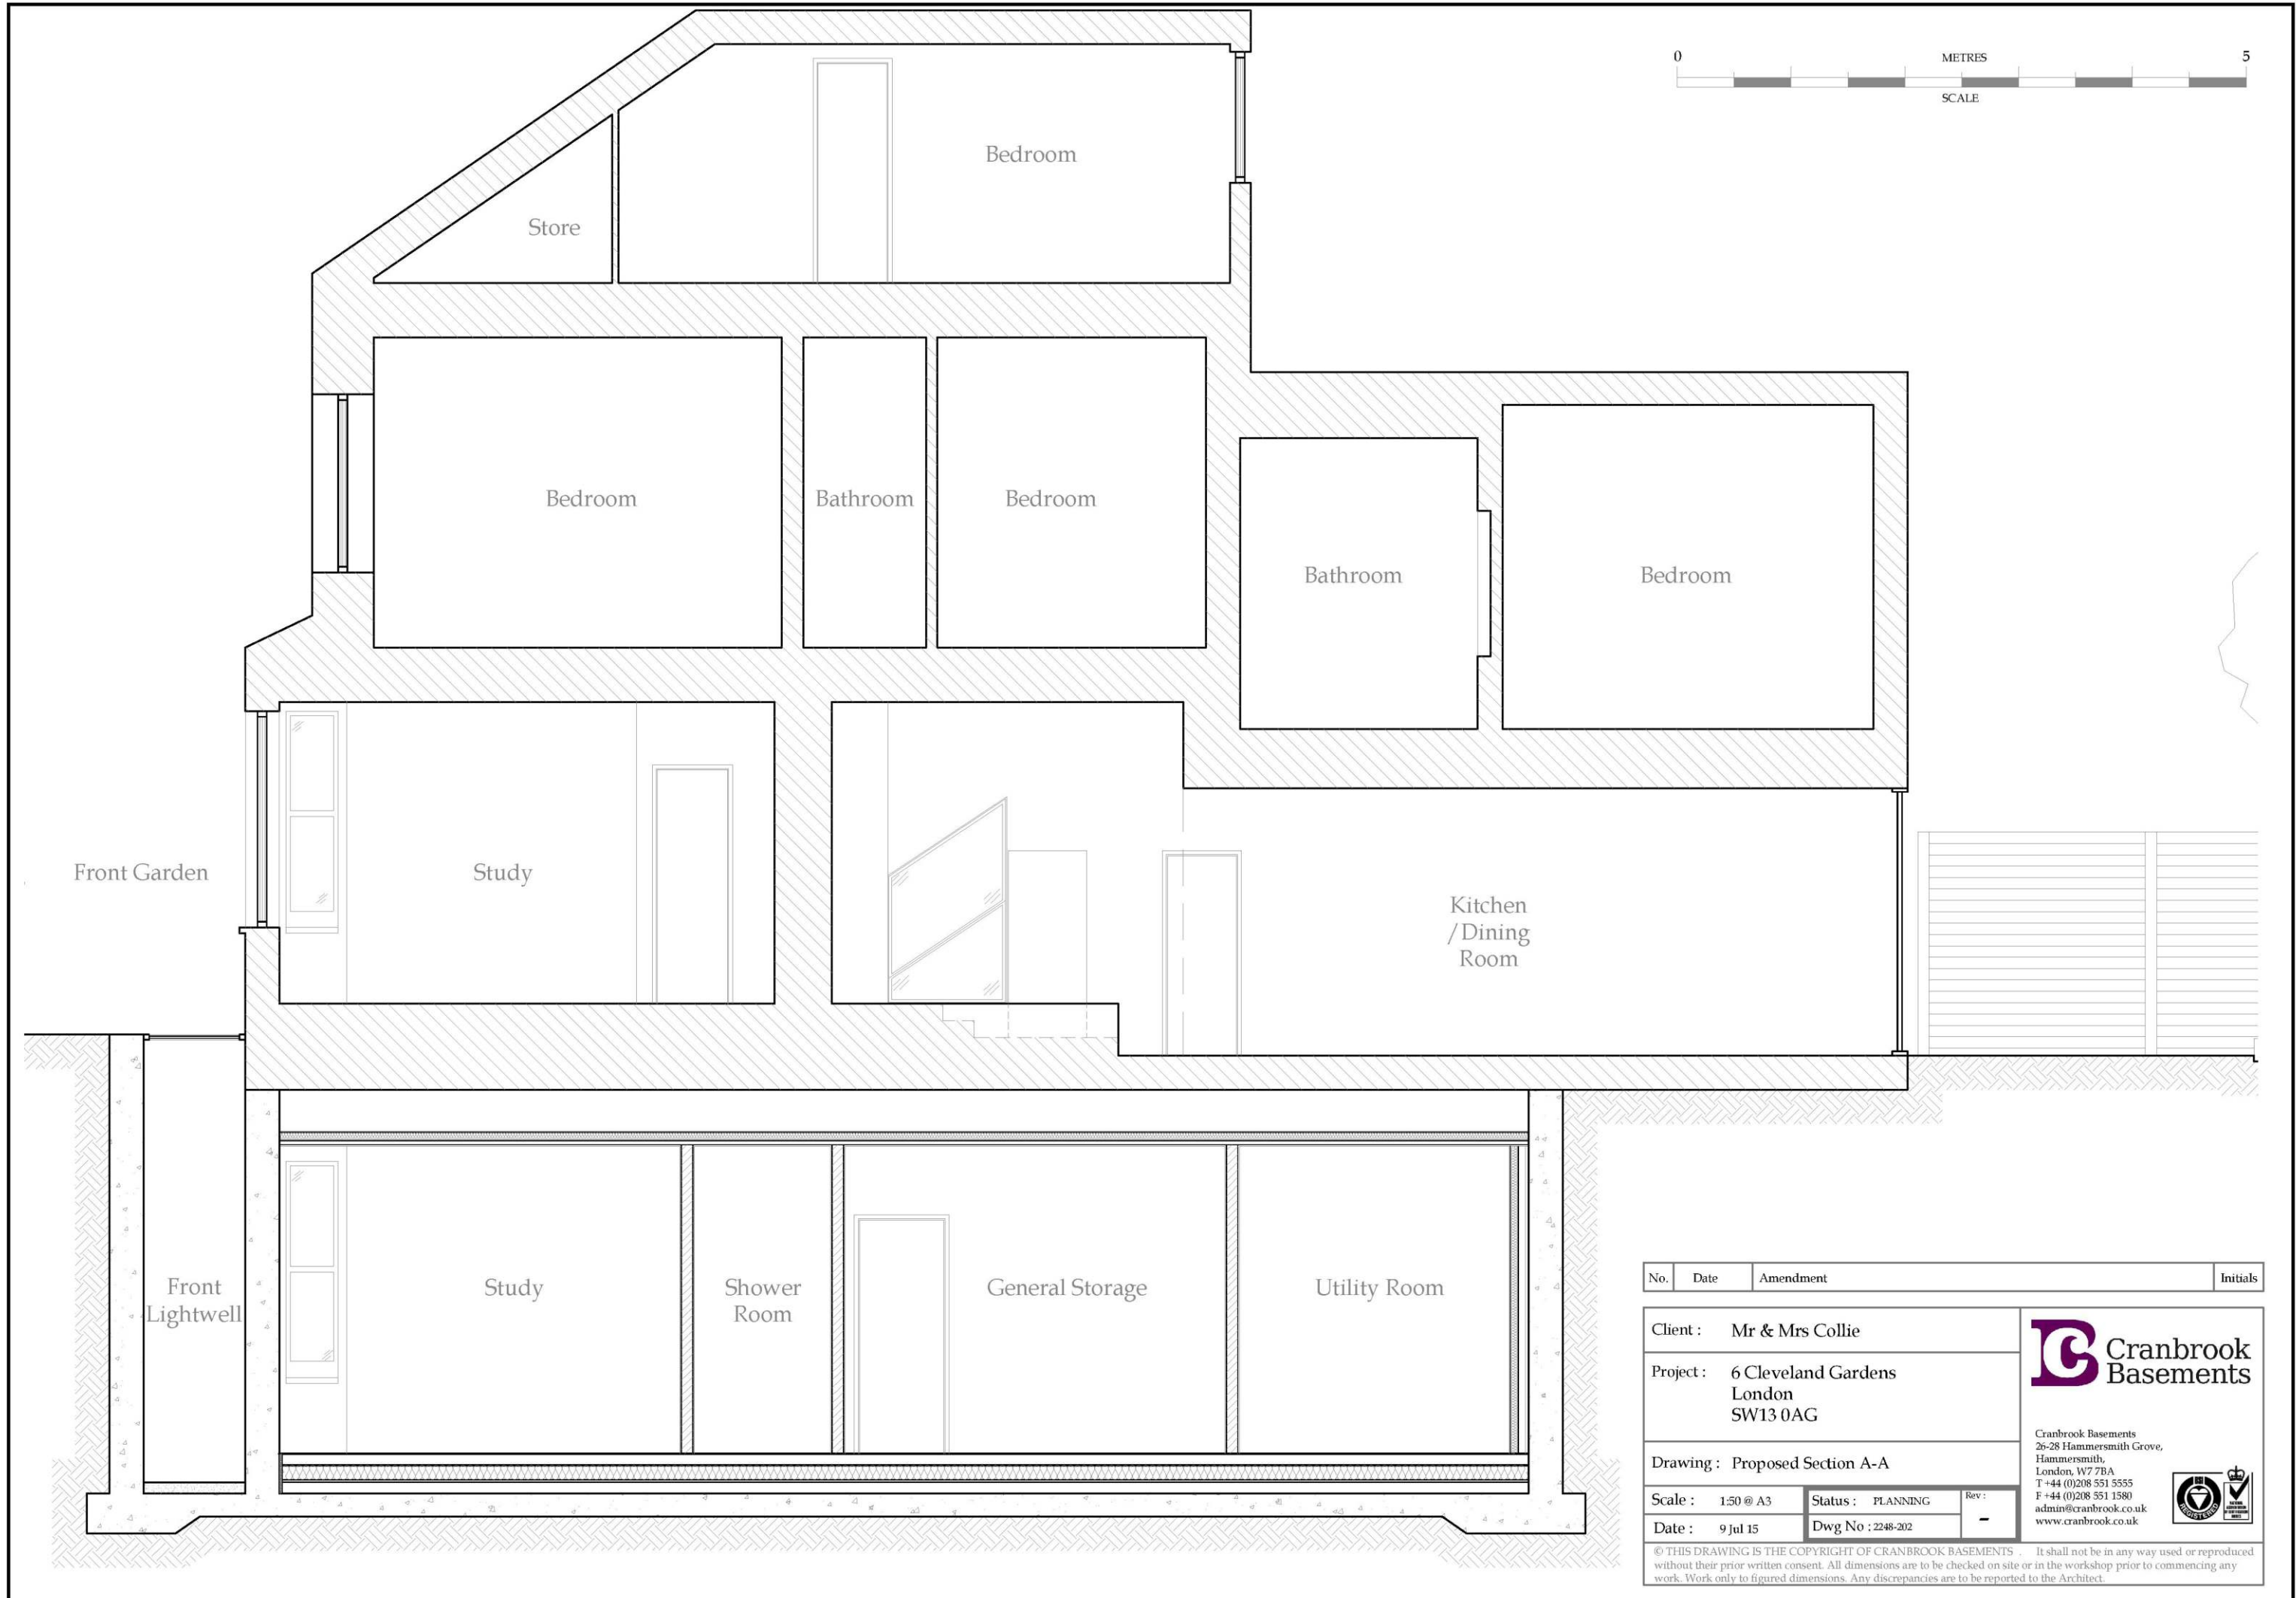 0
METRES
5
SCALE
Bedroom
Store
Bedroom
Bathroom
Bedroom
Bathroom
Bedroom
Front Garden
Study
Kitchen
/Dining
Room
Front
Lightwell
Study
Shower
Room
General Storage
Utility Room
No.
Date
Amendment
Initials
Client :
Mr & Mrs Collie
Project :
6 Cleveland Gardens
London
SW13 0AG
Drawing :
Proposed Section A-A
Scale :
1:50 @ A3
Status :
PLANNING
Rev :
-
Date :
9 Jul 15
Dwg No :
2248-202
Cranbrook
Basements
Cranbrook Basements
26-28 Hammersmith Grove,
Hammersmith,
London, W7 7BA
T +44 (0)208 551 5555
F +44 (0)208 551 1580
admin@cranbrook.co.uk
www.cranbrook.co.uk
REGISTERED
© THIS DRAWING IS THE COPYRIGHT OF CRANBROOK BASEMENTS . It shall not be in any way used or reproduced
without their prior written consent. All dimensions are to be checked on site or in the workshop prior to commencing any
work. Work only to figured dimensions. Any discrepancies are to be reported to the Architect.